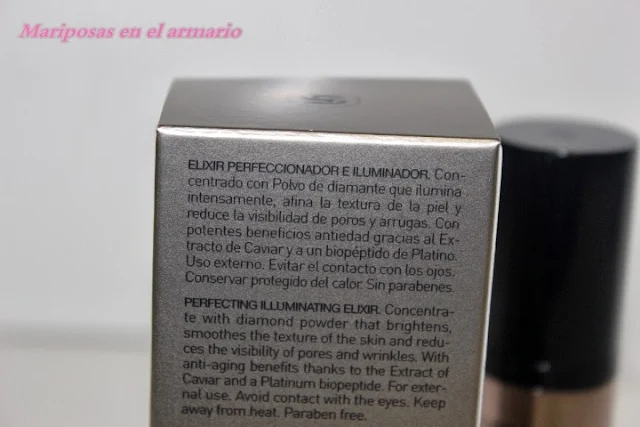 Mariposas en el armario
ELIXIR PERFECCIONADOR E ILUMINADOR. Con-
centrado con Polvo de diamante que ilumina
intensamente, afina la textura de la piel y
reduce la visibilidad de poros y arrugas. Con
potentes beneficios antiedad gracias al Ex-
tracto de Caviar y a un biopéptido de Platino.
Uso externo. Evitar el contacto con los ojos.
Conservar protegido del calor. Sin parabenes.
PERFECTING ILLUMINATING ELIXIR. Concentra-
te with diamond powder that brightens,
smoothes the texture of the skin and redu-
ces the visibility of pores and wrinkles. With
anti-aging benefits thanks to the Extract of
Caviar and a Platinum biopeptide. For exter-
nal use. Avoid contact with the eyes. Keep
away from heat. Paraben free.